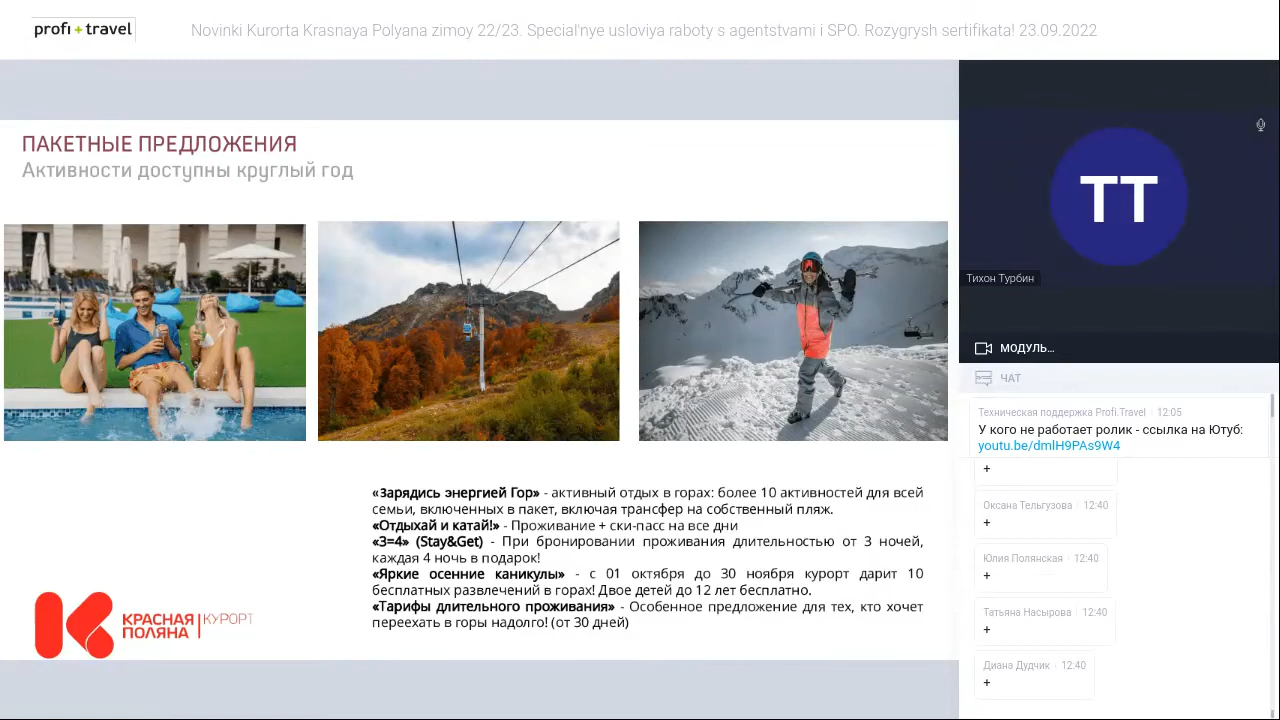 profi + travel
Novinki Kurorta Krasnaya Polyana zimoy 22/23. Special'nye usloviya raboty s agentstvami i SPO. Rozygrysh sertifikata! 23.09.2022
ПАКЕТНЫЕ ПРЕДЛОЖЕНИЯ
Активности доступны круглый год
«Зарядись энергией Гор» - активный отдых в горах: более 10 активностей для всей
семьи, включенных в пакет, включая трансфер на собственный пляж.
«Отдыхай и катай!» - Проживание + ски-пасс на все дни
«3=4» (Stay&Get) - При бронировании проживания длительностью от 3 ночей,
каждая 4 ночь в подарок!
«Яркие осенние каникулы» - с 01 октября до 30 ноября курорт дарит 10
бесплатных развлечений в горах! Двое детей до 12 лет бесплатно.
«Тарифы длительного проживания» - Особенное предложение для тех, кто хочет
переехать в горы надолго! (от 30 дней)
КРАСНАЯ
ПОЛЯНА
КУРОРТ
ТТ
Тихон Турбин
МОДУЛЬ...
ЧАТ
Техническая поддержка Profi.Travel 12:05
У кого не работает ролик - ссылка на Ютуб:
youtu.be/dmlH9PAs9W4
+
Оксана Тельгузова 12:40
+
Юлия Полянская 12:40
+
Татьяна Насырова 12:40
+
Диана Дудчик 12:40
+